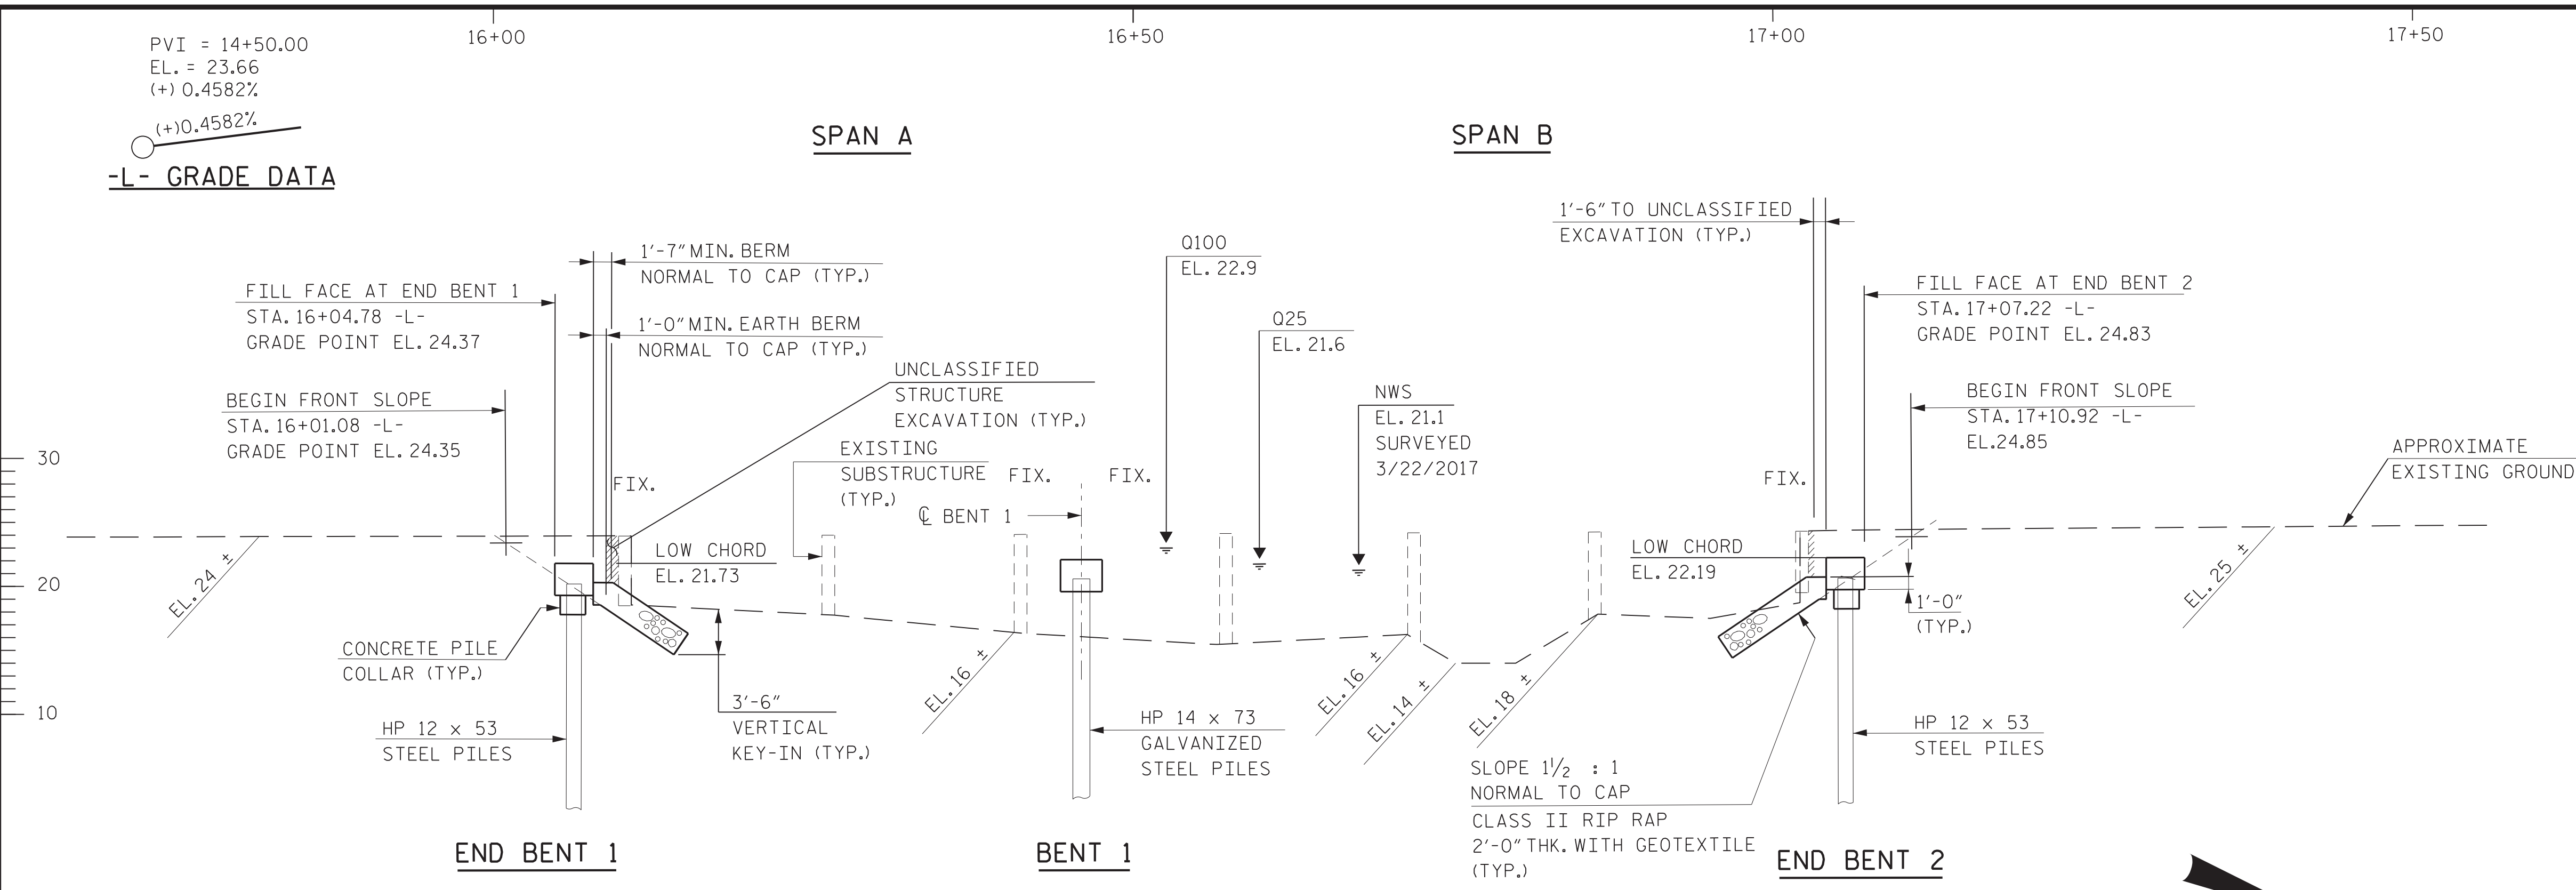 16+00
16+50
17+00
17+50
PVI = 14+50.00
EL. = 23.66
(+) 0.4582%
(+)0.4582%
-L- GRADE DATA
SPAN A
SPAN B
1'-7" MIN. BERM
NORMAL TO CAP (TYP.)
1'-0" MIN. EARTH BERM
NORMAL TO CAP (TYP.)
FILL FACE AT END BENT 1
STA. 16+04.78 -L-
GRADE POINT EL. 24.37
BEGIN FRONT SLOPE
STA. 16+01.08 -L-
GRADE POINT EL. 24.35
UNCLASSIFIED
STRUCTURE
EXCAVATION (TYP.)
EXISTING
SUBSTRUCTURE
(TYP.)
Q100
EL. 22.9
Q25
EL. 21.6
NWS
EL. 21.1
SURVEYED
3/22/2017
1'-6" TO UNCLASSIFIED
EXCAVATION (TYP.)
FILL FACE AT END BENT 2
STA. 17+07.22 -L-
GRADE POINT EL. 24.83
BEGIN FRONT SLOPE
STA. 17+10.92 -L-
EL.24.85
APPROXIMATE
EXISTING GROUND
30
20
10
FIX.
FIX.
FIX.
FIX.
℄ BENT 1
LOW CHORD
EL. 21.73
LOW CHORD
EL. 22.19
EL. 24 ±
EL. 16 ±
EL. 16 ±
EL. 14 ±
EL. 18 ±
EL. 25 ±
1'-0"
(TYP.)
CONCRETE PILE
COLLAR (TYP.)
HP 12 x 53
STEEL PILES
3'-6"
VERTICAL
KEY-IN (TYP.)
HP 14 x 73
GALVANIZED
STEEL PILES
SLOPE 1 1/2 : 1
NORMAL TO CAP
CLASS II RIP RAP
2'-0" THK. WITH GEOTEXTILE
(TYP.)
HP 12 x 53
STEEL PILES
END BENT 1
BENT 1
END BENT 2